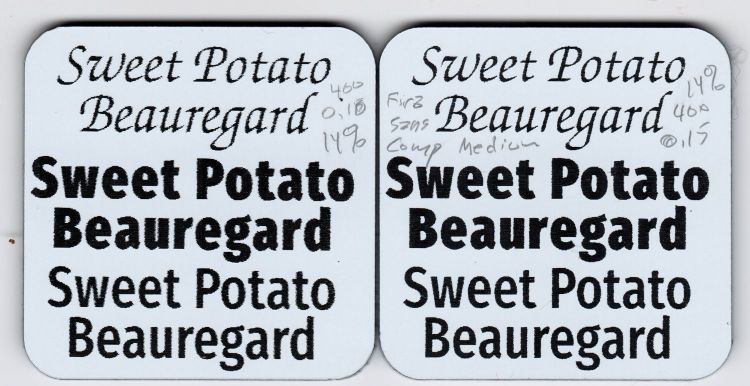 Sweet Potato
400
Beauregard
0.18
14%
Sweet Potato
Beauregard
Sweet Potato
Beauregard
Sweet Potato
14%
Fira
400
Sans
Beauregard
0.15
Comp Medium
Sweet Potato
Beauregard
Sweet Potato
Beauregard